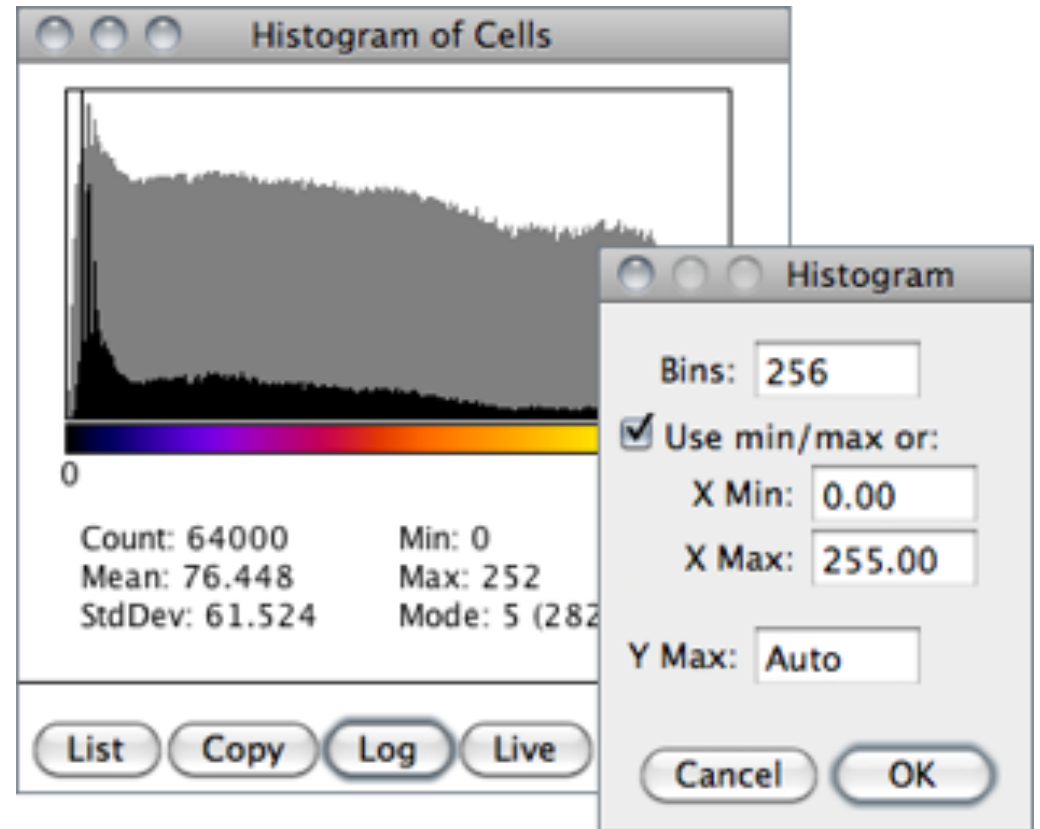 Histogram of Cells
0
Count: 64000
Min: 0
Mean: 76.448
Max: 252
StdDev: 61.524
Mode: 5 (282
List
Copy
Log
Live
Histogram
Bins: 256
Use min/max or:
X Min: 0.00
X Max: 255.00
Y Max: Auto
Cancel
OK